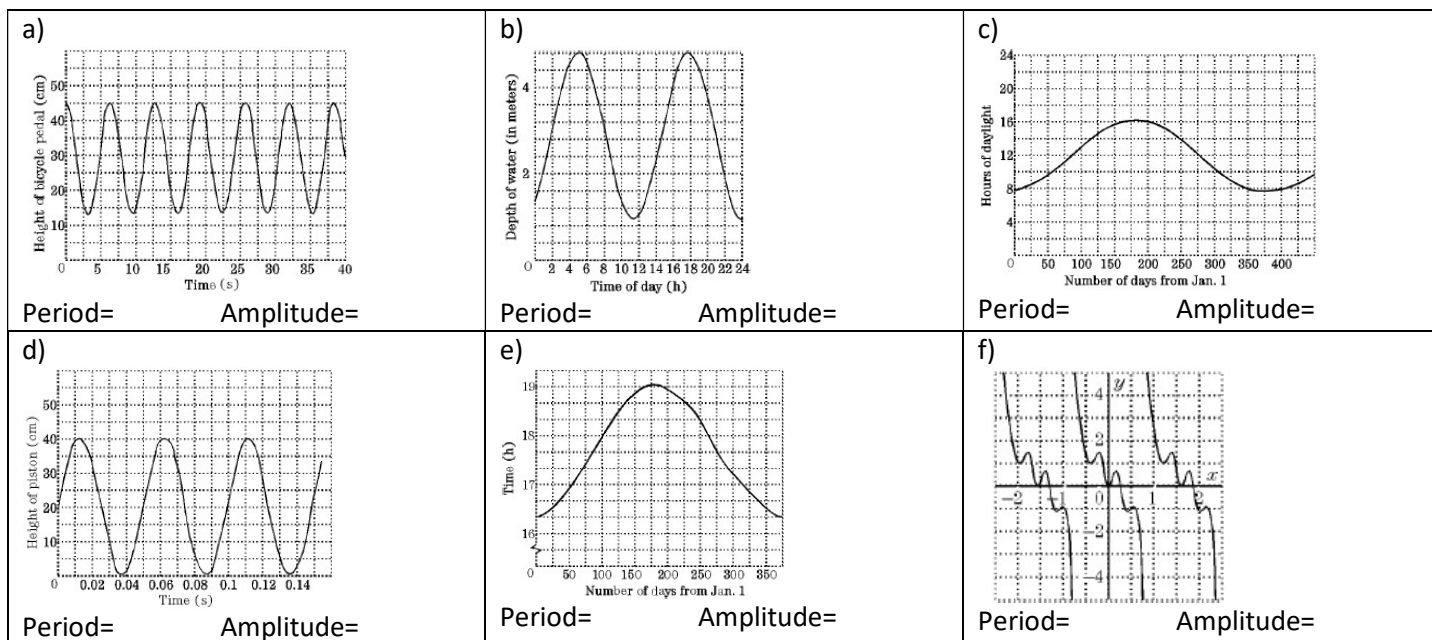 a)
Height of bicycle pedal (cm)
50
40
30
20
10
0
5 10 15 20 25 30 35 40
Time (s)
Period= Amplitude=
b)
Depth of water (in meters)
4
2
0
2 4 6 8 10 12 14 16 18 20 22 24
Time of day (h)
Period= Amplitude=
c)
Hours of daylight
24
20
16
12
8
4
0
50 100 150 200 250 300 350 400
Number of days from Jan. 1
Period= Amplitude=
d)
Height of piston (cm)
50
40
30
20
10
0
0.02 0.04 0.06 0.08 0.1 0.12 0.14
Time (s)
Period= Amplitude=
e)
Time (h)
19
18
17
16
0
50 100 150 200 250 300 350
Number of days from Jan. 1
Period= Amplitude=
f)
y
4
2
x
-2 -1 0 1 2
-2
-4
Period= Amplitude=